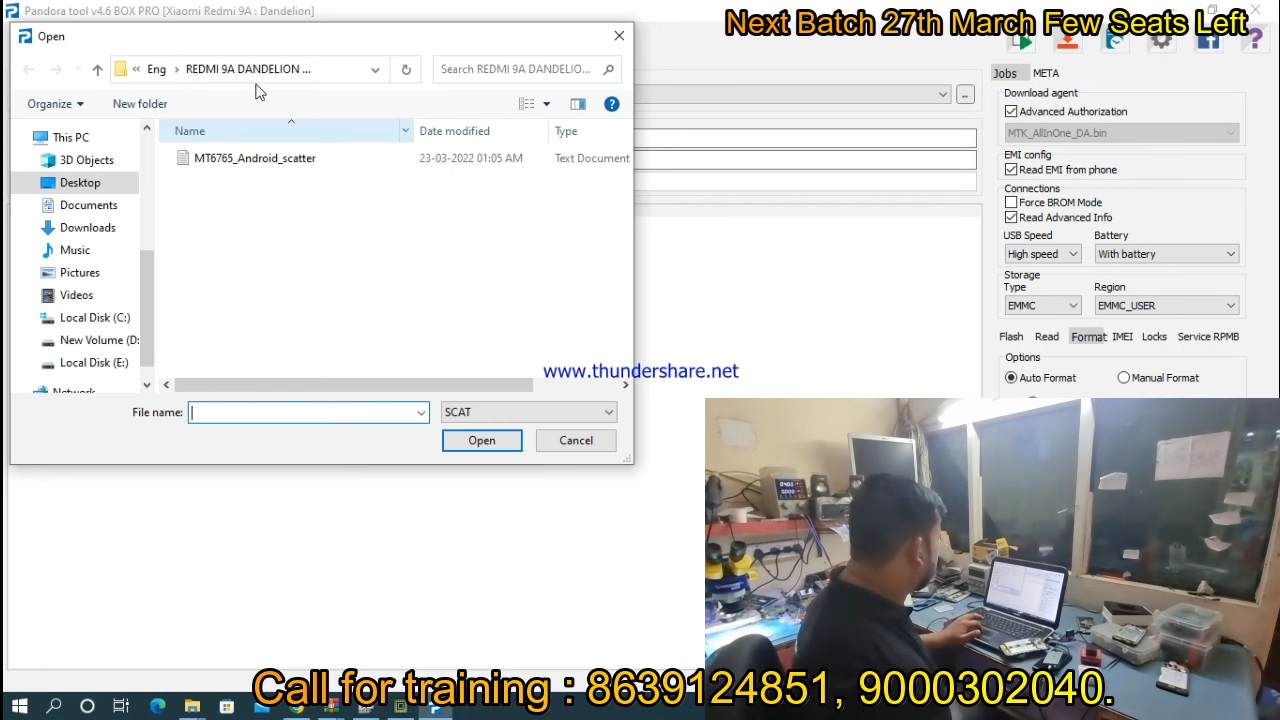 Pandora tool v4.6 BOX PRO [Xiaomi Redmi 9A : Dandelion]
Next Batch 27th March Few Seats Left
Open
Eng
REDMI 9A DANDELION ...
Search REDMI 9A DANDELIO...
Organize
New folder
This PC
3D Objects
Desktop
Documents
Downloads
Music
Pictures
Videos
Local Disk (C:)
New Volume (D:
Local Disk (E:)
Network
Name
Date modified
Type
MT6765_Android_scatter
23-03-2022 01:05 AM
Text Document
File name:
SCAT
Open
Cancel
www.thundershare.net
...
Jobs
META
Download agent
Advanced Authorization
MTK_AllInOne_DA.bin
EMI config
Read EMI from phone
Connections
Force BROM Mode
Read Advanced Info
USB Speed
Battery
High speed
With battery
Storage
Type
Region
EMMC
EMMC_USER
Flash
Read
Format
IMEI
Locks
Service RPMB
Options
Auto Format
Manual Format
Call for training : 8639124851, 9000302040.